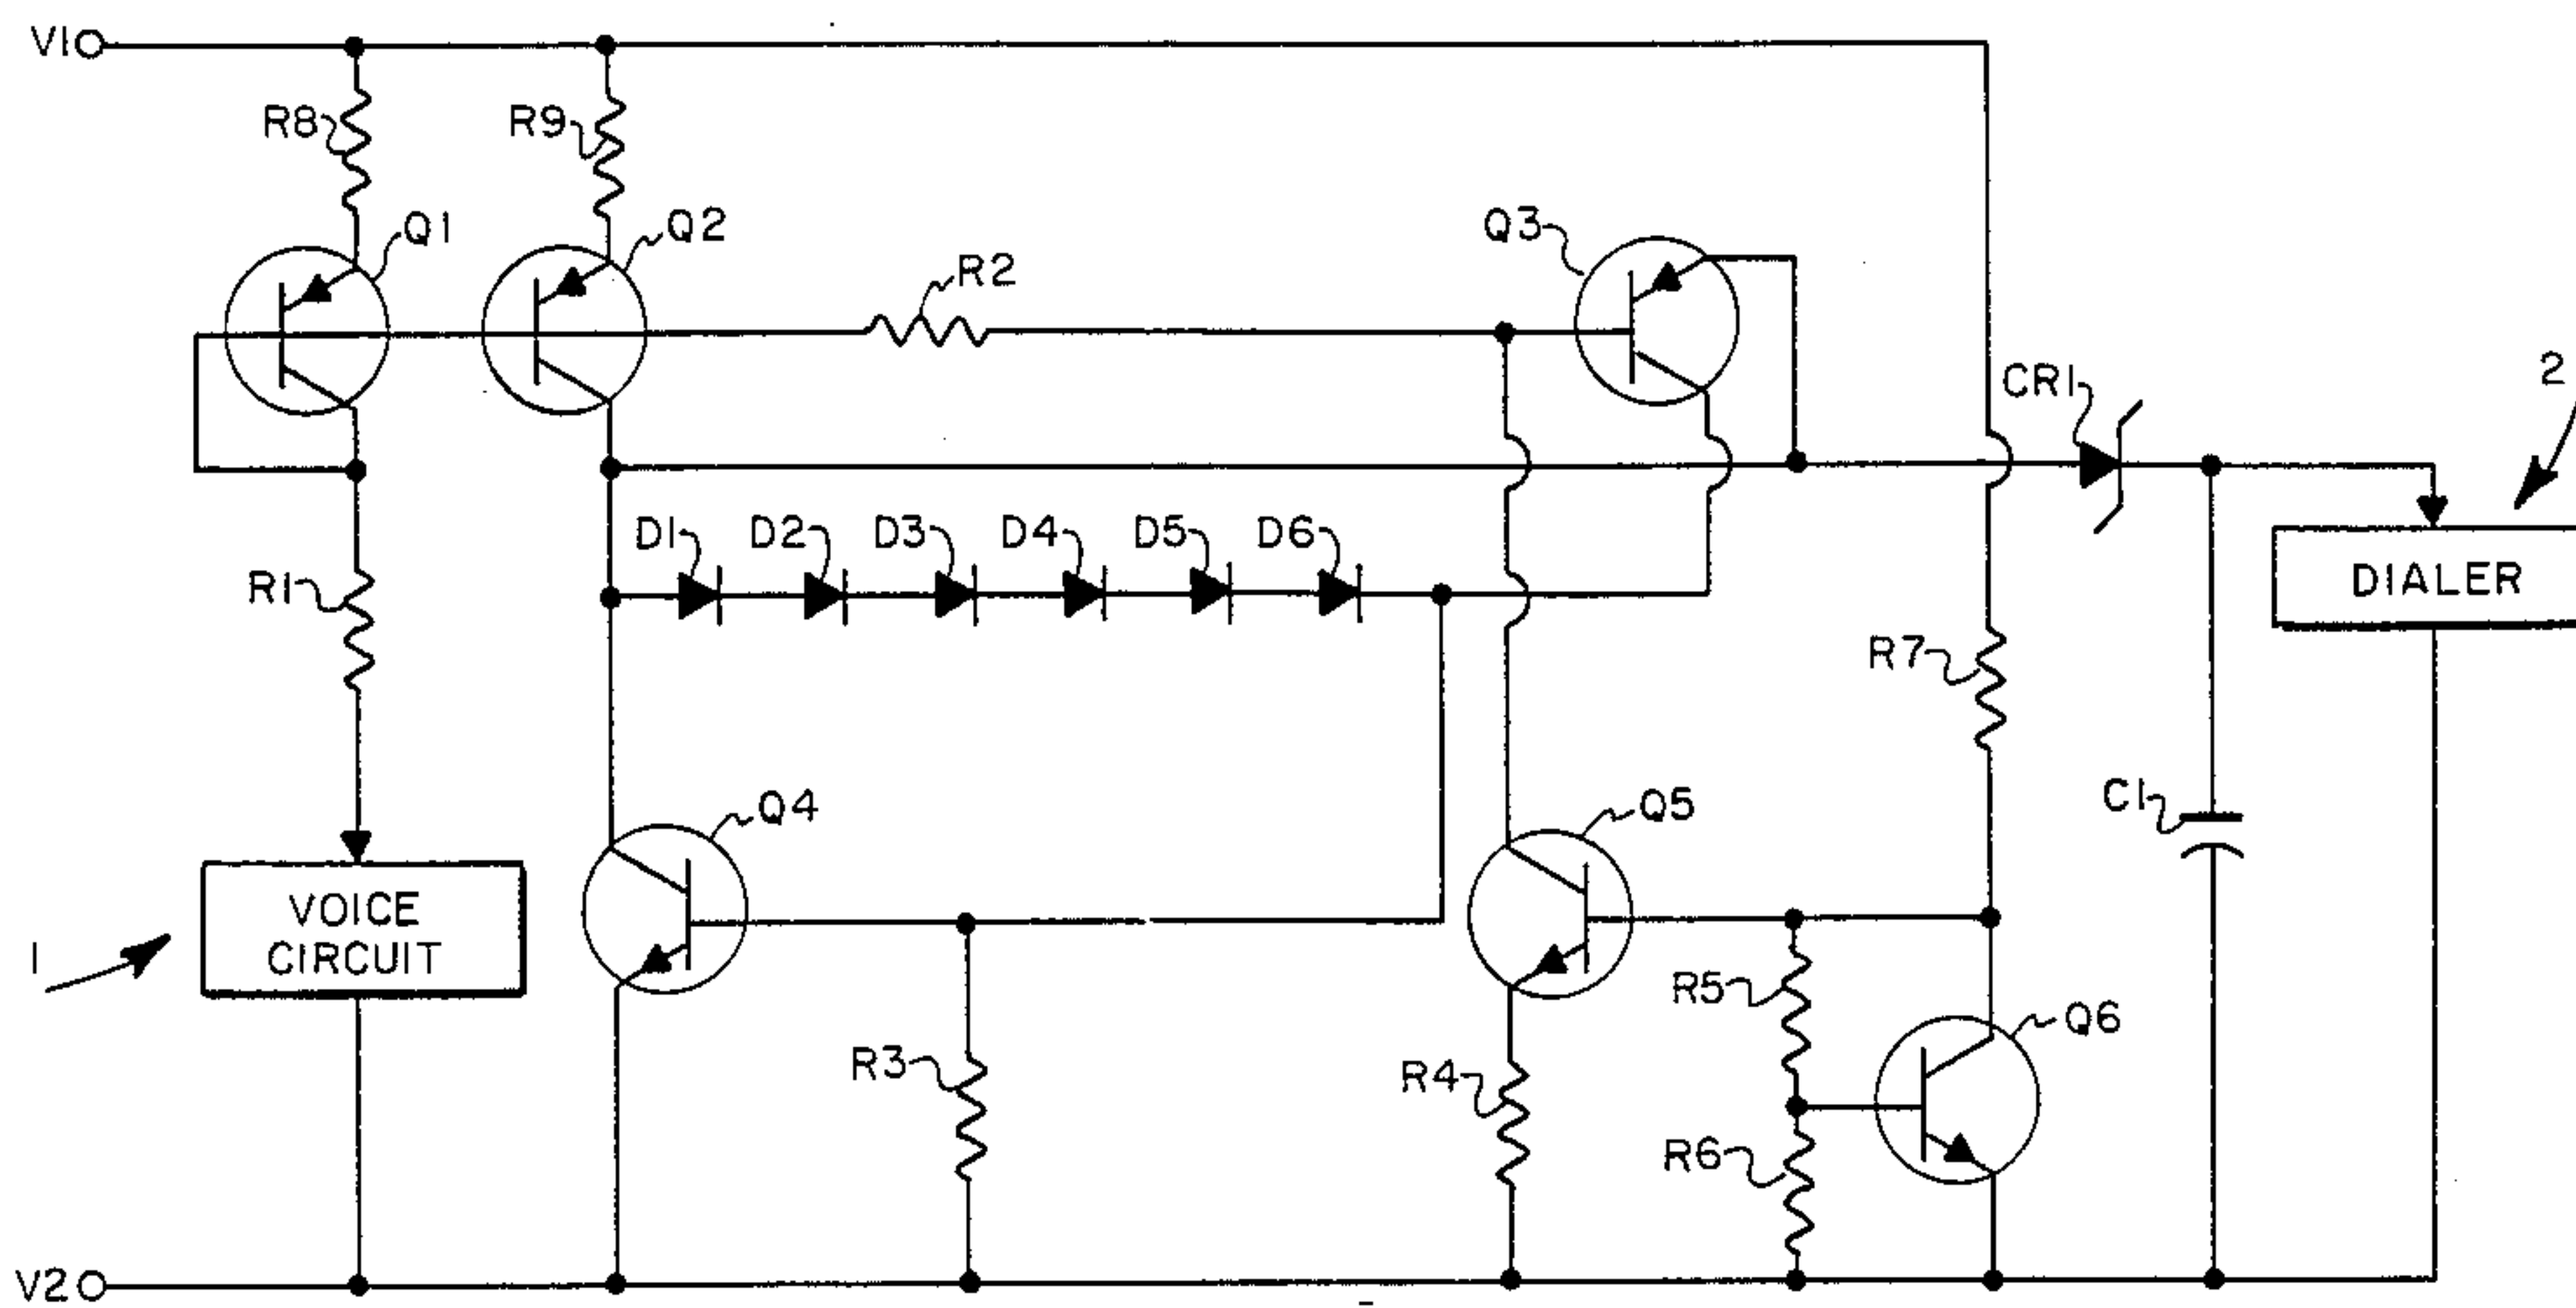 V1
R8
R9
Q1
Q2
R2
Q3
CR1
2
D1 D2 D3 D4 D5 D6
R1
DIALER
R7
Q4
Q5
C1
VOICE
CIRCUIT
1
R5
Q6
R3
R4
R6
V2